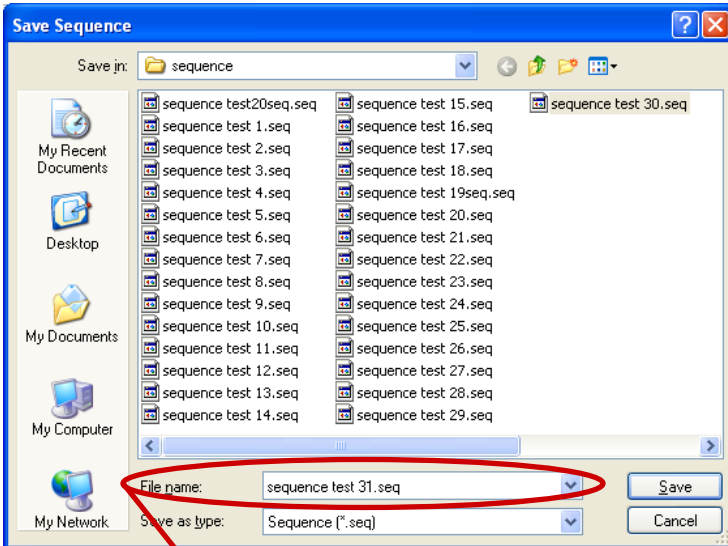 Save Sequence
Save in: sequence
My Recent
Documents
Desktop
My Documents
My Computer
My Network
sequence test20seq.seq
sequence test 1.seq
sequence test 2.seq
sequence test 3.seq
sequence test 4.seq
sequence test 5.seq
sequence test 6.seq
sequence test 7.seq
sequence test 8.seq
sequence test 9.seq
sequence test 10.seq
sequence test 11.seq
sequence test 12.seq
sequence test 13.seq
sequence test 14.seq
sequence test 15.seq
sequence test 16.seq
sequence test 17.seq
sequence test 18.seq
sequence test 19seq.seq
sequence test 20.seq
sequence test 21.seq
sequence test 22.seq
sequence test 23.seq
sequence test 24.seq
sequence test 25.seq
sequence test 26.seq
sequence test 27.seq
sequence test 28.seq
sequence test 29.seq
sequence test 30.seq
File name: sequence test 31.seq Save
Save as type: Sequence (*.seq) Cancel